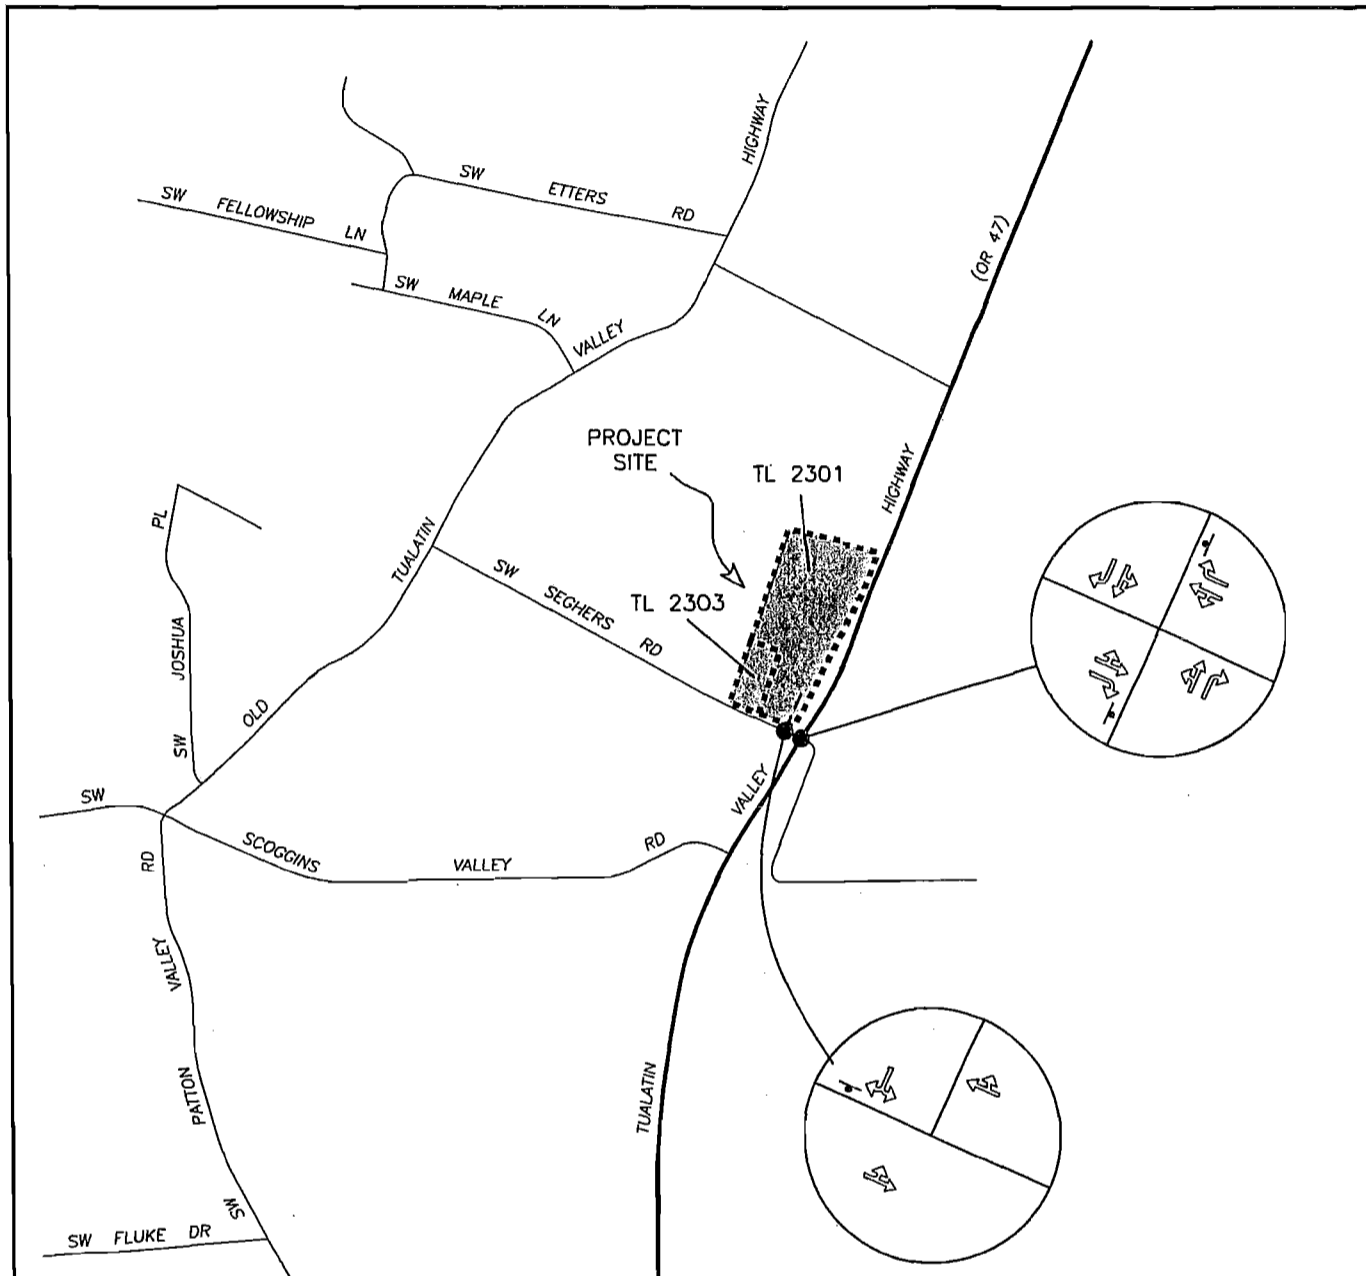 HIGHWAY
SW ETTERS RD
SW FELLOWSHIP LN
(OR 47)
SW MAPLE LN
VALLEY
PROJECT
SITE
TL 2301
HIGHWAY
PL
TUALATIN
SW SEGHERS RD
TL 2303
JOSHUA
SW
OLD
VALLEY
SW
SCOGGINS VALLEY RD
RD
VALLEY
PATTON
TUALATIN
SW
SW FLUKE DR